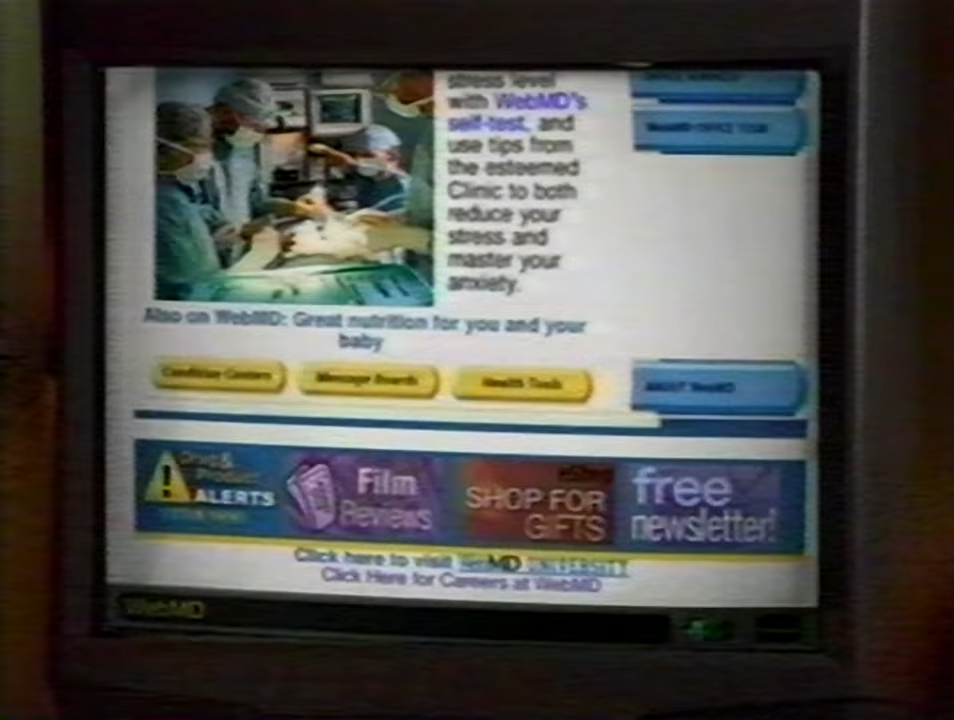 stress level
with WebMD's
self-test, and
use tips from
the esteemed
Clinic to both
reduce your
stress and
master your
anxiety.
Also on WebMD: Great nutrition for you and your
baby
Condition Centers
Message Boards
Health Tools
ABOUT WebMD
Drug &
Product
ALERTS
Film
Reviews
SHOP FOR
GIFTS
free
newsletter!
Click here to visit WebMD UNIVERSITY
Click Here for Careers at WebMD
WebMD